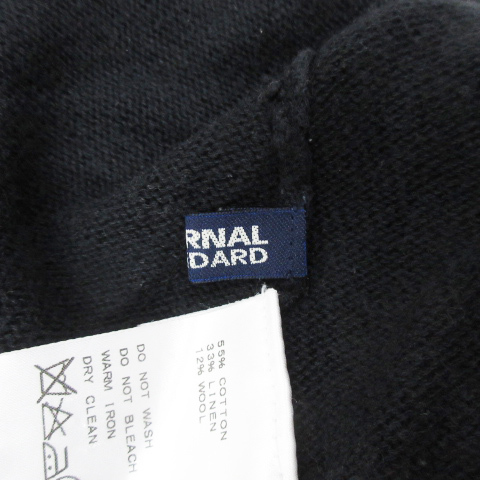 RNAL
DARD
55% COTTON
33% LINEN
12% WOOL
DO NOT WASH
DO NOT BLEACH
WARM IRON
DRY CLEAN